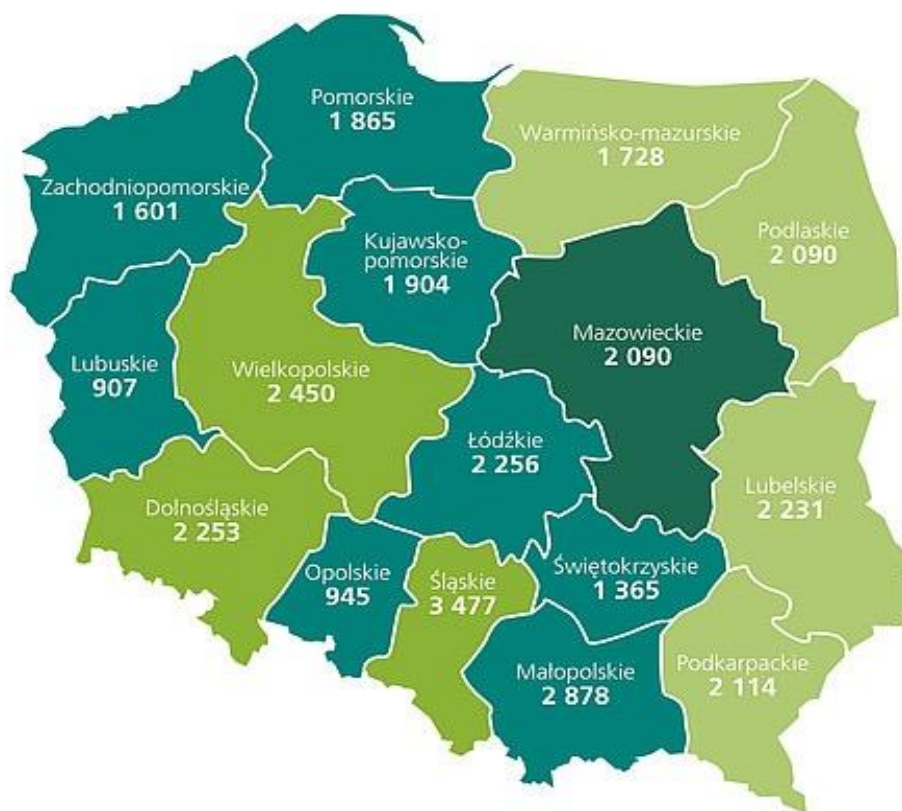 Pomorskie
1 865
Warmińsko-mazurskie
1 728
Zachodniopomorskie
1 601
Kujawsko-
pomorskie
1 904
Podlaskie
2 090
Mazowieckie
2 090
Lubuskie
907
Wielkopolskie
2 450
Łódźkie
2 256
Lubelskie
2 231
Dolnośląskie
2 253
Opolskie
945
Śląskie
3 477
Świętokrzyskie
1 365
Małopolskie
2 878
Podkarpackie
2 114